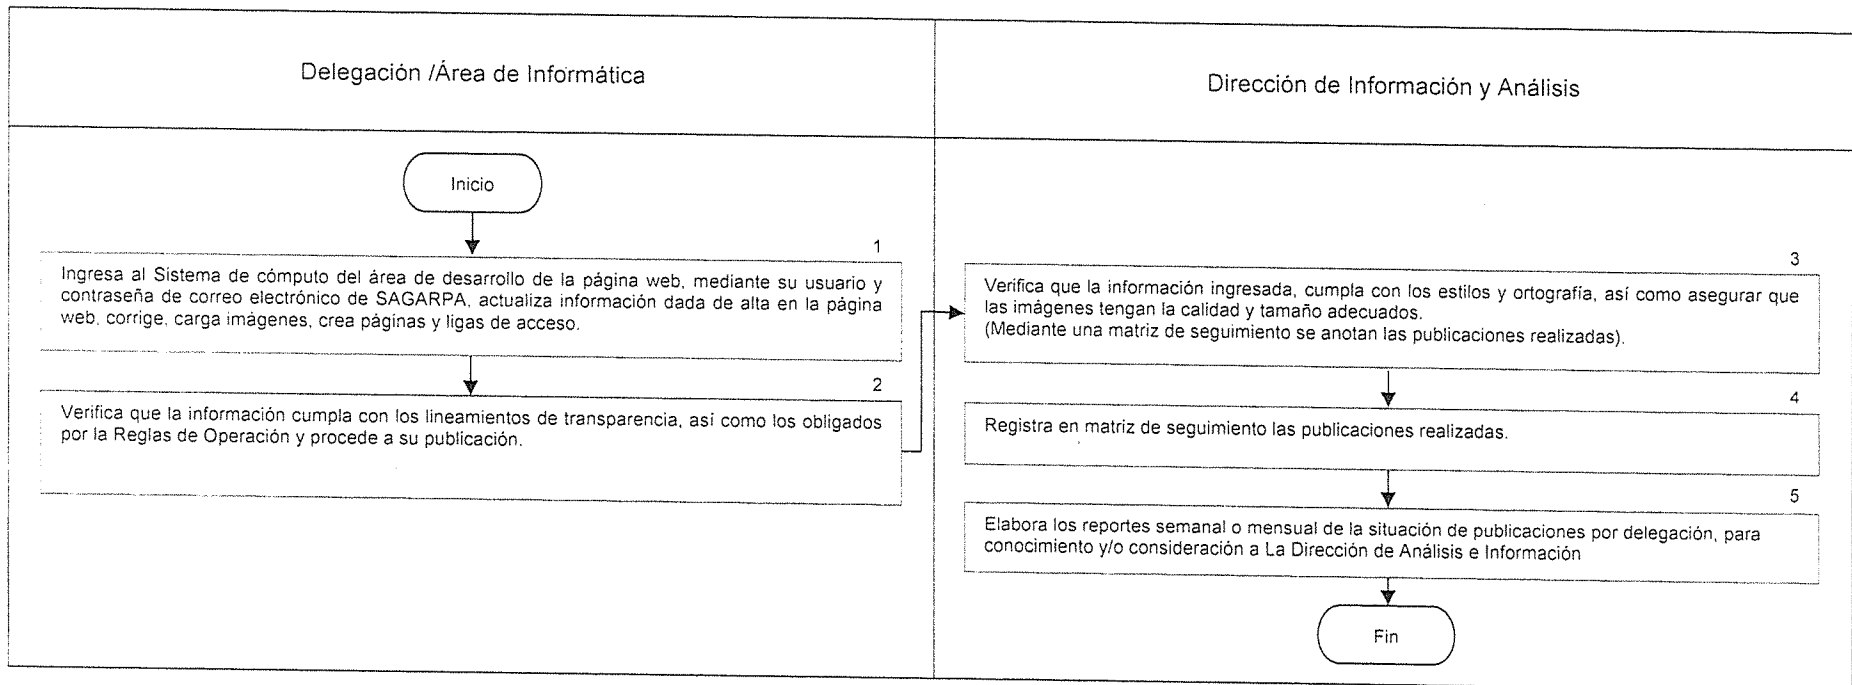 Delegación /Área de Informática
Dirección de Información y Análisis
Inicio
1
Ingresa al Sistema de cómputo del área de desarrollo de la página web, mediante su usuario y
contraseña de correo electrónico de SAGARPA, actualiza información dada de alta en la página
web, corrige, carga imágenes, crea páginas y ligas de acceso.
2
Verifica que la información cumpla con los lineamientos de transparencia, así como los obligados
por la Reglas de Operación y procede a su publicación.
3
Verifica que la información ingresada, cumpla con los estilos y ortografía, así como asegurar que
las imágenes tengan la calidad y tamaño adecuados.
(Mediante una matriz de seguimiento se anotan las publicaciones realizadas).
4
Registra en matriz de seguimiento las publicaciones realizadas.
5
Elabora los reportes semanal o mensual de la situación de publicaciones por delegación, para
conocimiento y/o consideración a La Dirección de Análisis e Información
Fin